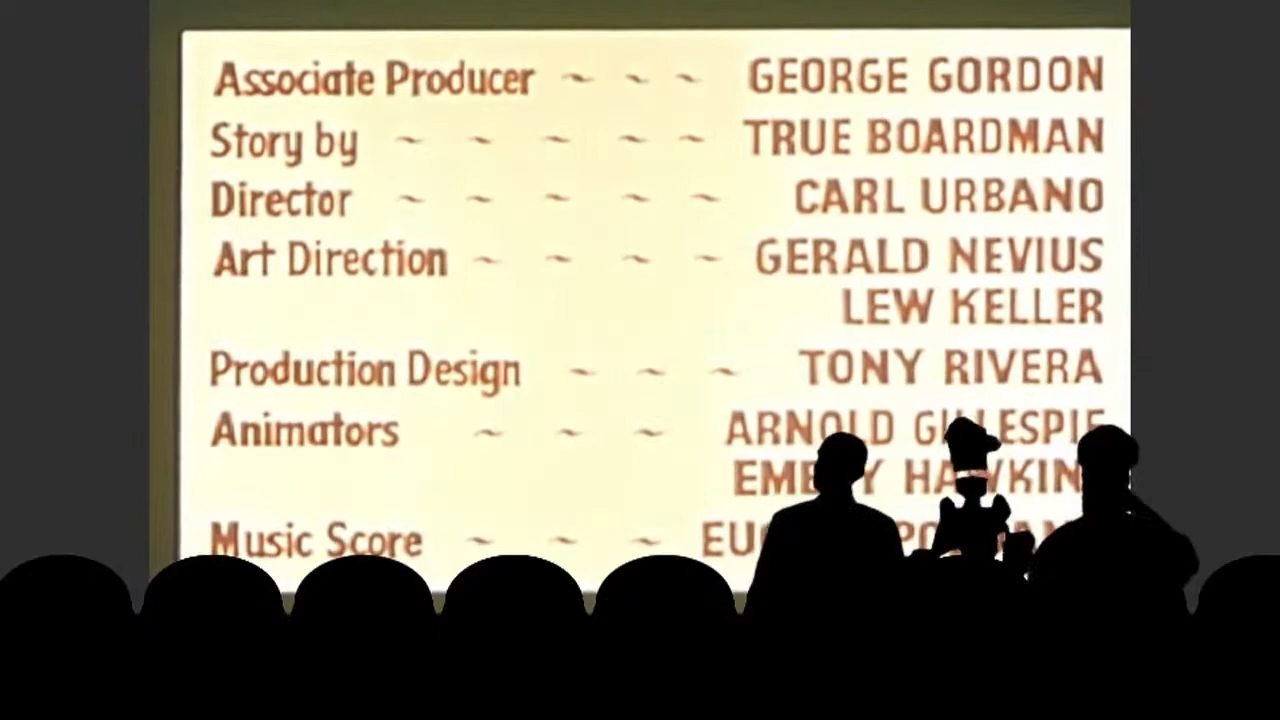 Associate Producer ~ ~ ~ GEORGE GORDON
Story by ~ ~ ~ ~ ~ TRUE BOARDMAN
Director ~ ~ ~ ~ ~ CARL URBANO
Art Direction ~ ~ ~ ~ GERALD NEVIUS
LEW KELLER
Production Design ~ ~ ~ TONY RIVERA
Animators ~ ~ ~ ARNOLD GILLESPIE
Music Score ~ ~ ~